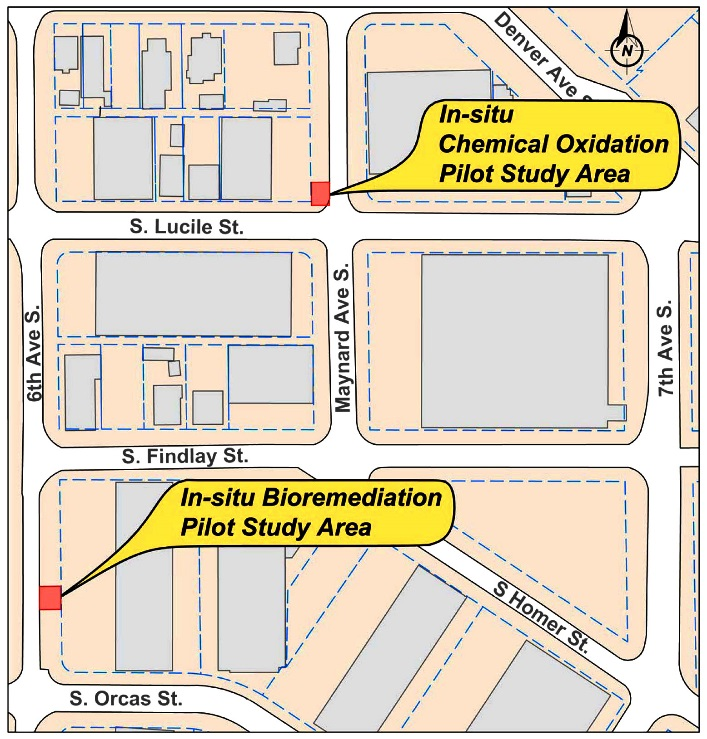 Denver Ave S.
N
In-situ
Chemical Oxidation
Pilot Study Area
S. Lucile St.
6th Ave S.
Maynard Ave S.
7th Ave S.
S. Findlay St.
In-situ Bioremediation
Pilot Study Area
S Homer St.
S. Orcas St.